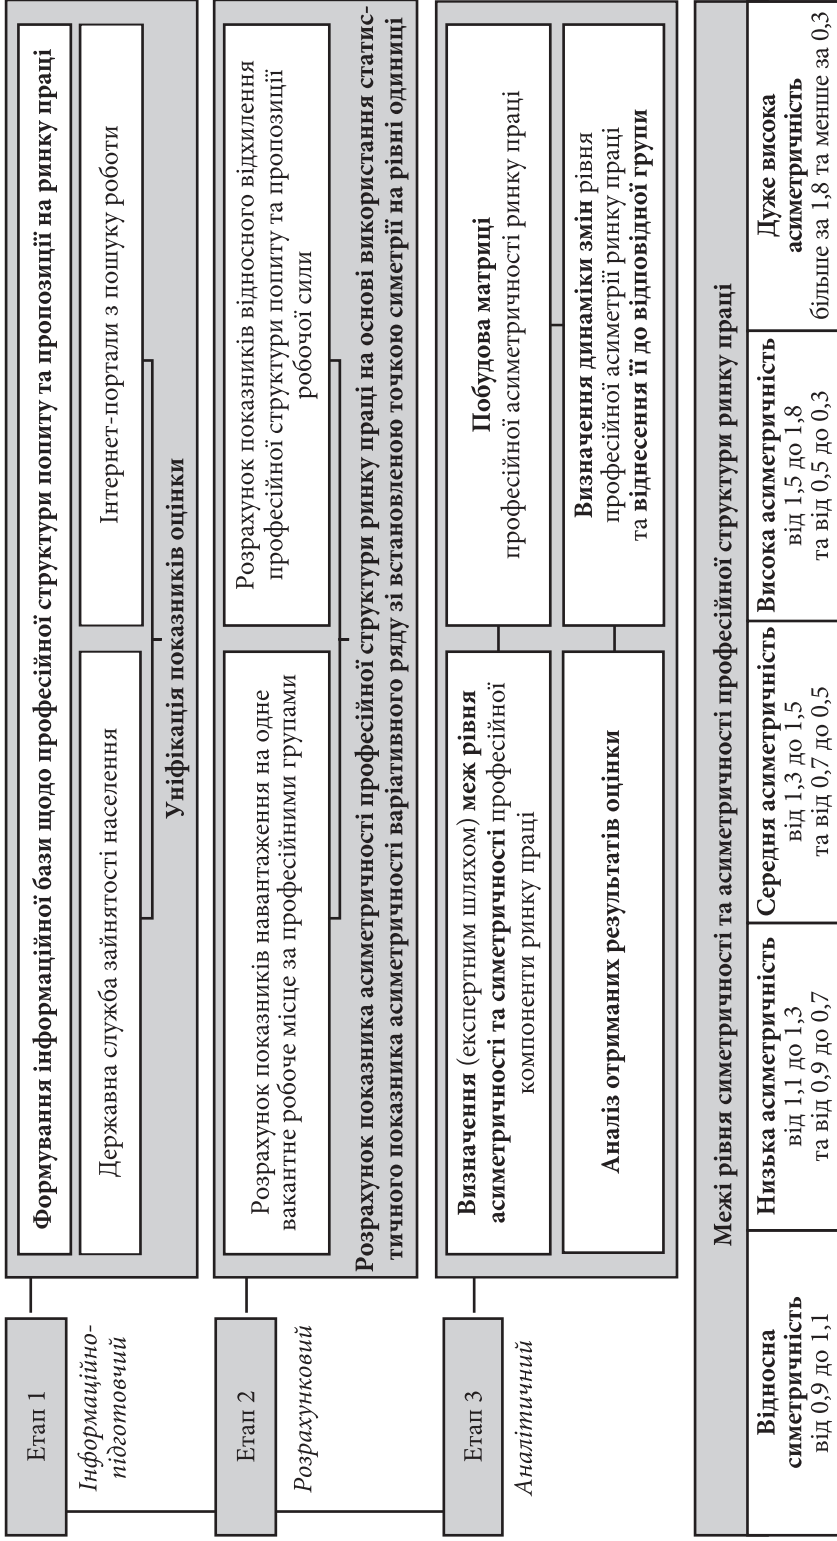 Етап 1
Інформаційно-
підготовчий
Формування інформаційної бази щодо професійної структури попиту та пропозиції на ринку праці
Державна служба зайнятості населення
Інтернет-портали з пошуку роботи
Уніфікація показників оцінки
Етап 2
Розрахунковий
Розрахунок показників навантаження на одне
вакантне робоче місце за професійними групами
Розрахунок показників відносного відхилення
професійної структури попиту та пропозиції
робочої сили
Розрахунок показника асиметричності професійної структури ринку праці на основі використання статис-
тичного показника асиметричності варіативного ряду зі встановленою точкою симетрії на рівні одиниці
Етап 3
Аналітичний
Визначення (експертним шляхом) меж рівня
асиметричності та симетричності професійної
компоненти ринку праці
Побудова матриці
професійної асиметричності ринку праці
Аналіз отриманих результатів оцінки
Визначення динаміки змін рівня
професійної асиметрії ринку праці
та віднесення її до відповідної групи
Межі рівня симетричності та асиметричності професійної структури ринку праці
Відносна
симетричність
від 0,9 до 1,1
Низька асиметричність
від 1,1 до 1,3
та від 0,9 до 0,7
Середня асиметричність
від 1,3 до 1,5
та від 0,7 до 0,5
Висока асиметричність
від 1,5 до 1,8
та від 0,5 до 0,3
Дуже висока
асиметричність
більше за 1,8 та менше за 0,3